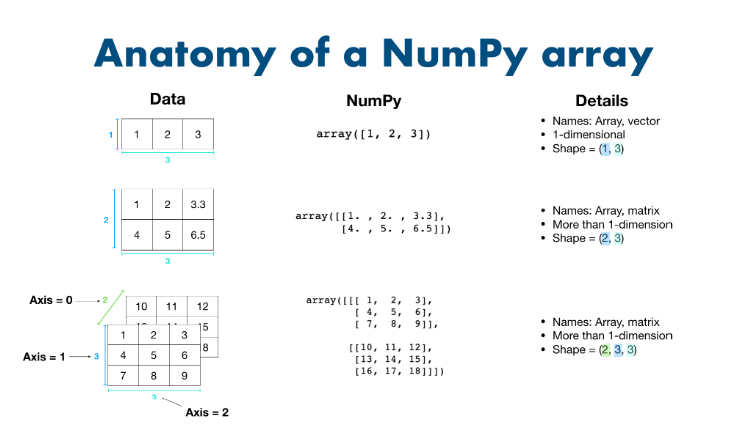 Anatomy of a NumPy array
Data
NumPy
Details
1
1 2 3
3
array([1, 2, 3])
• Names: Array, vector
• 1-dimensional
• Shape = (1, 3)
2
1 2 3.3
4 5 6.5
3
array([[1. , 2. , 3.3],
[4. , 5. , 6.5]])
• Names: Array, matrix
• More than 1-dimension
• Shape = (2, 3)
Axis = 0
2
10 11 12
15
8
Axis = 1
3
1 2 3
4 5 6
7 8 9
3
Axis = 2
array([[[ 1, 2, 3],
[ 4, 5, 6],
[ 7, 8, 9]],
[[10, 11, 12],
[13, 14, 15],
[16, 17, 18]]])
• Names: Array, matrix
• More than 1-dimension
• Shape = (2, 3, 3)